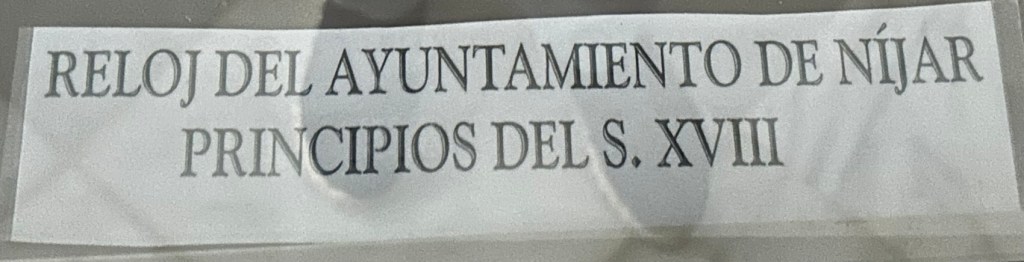 RELOJ DEL AYUNTAMIENTO DE NÍJAR
PRINCIPIOS DEL S. XVIII